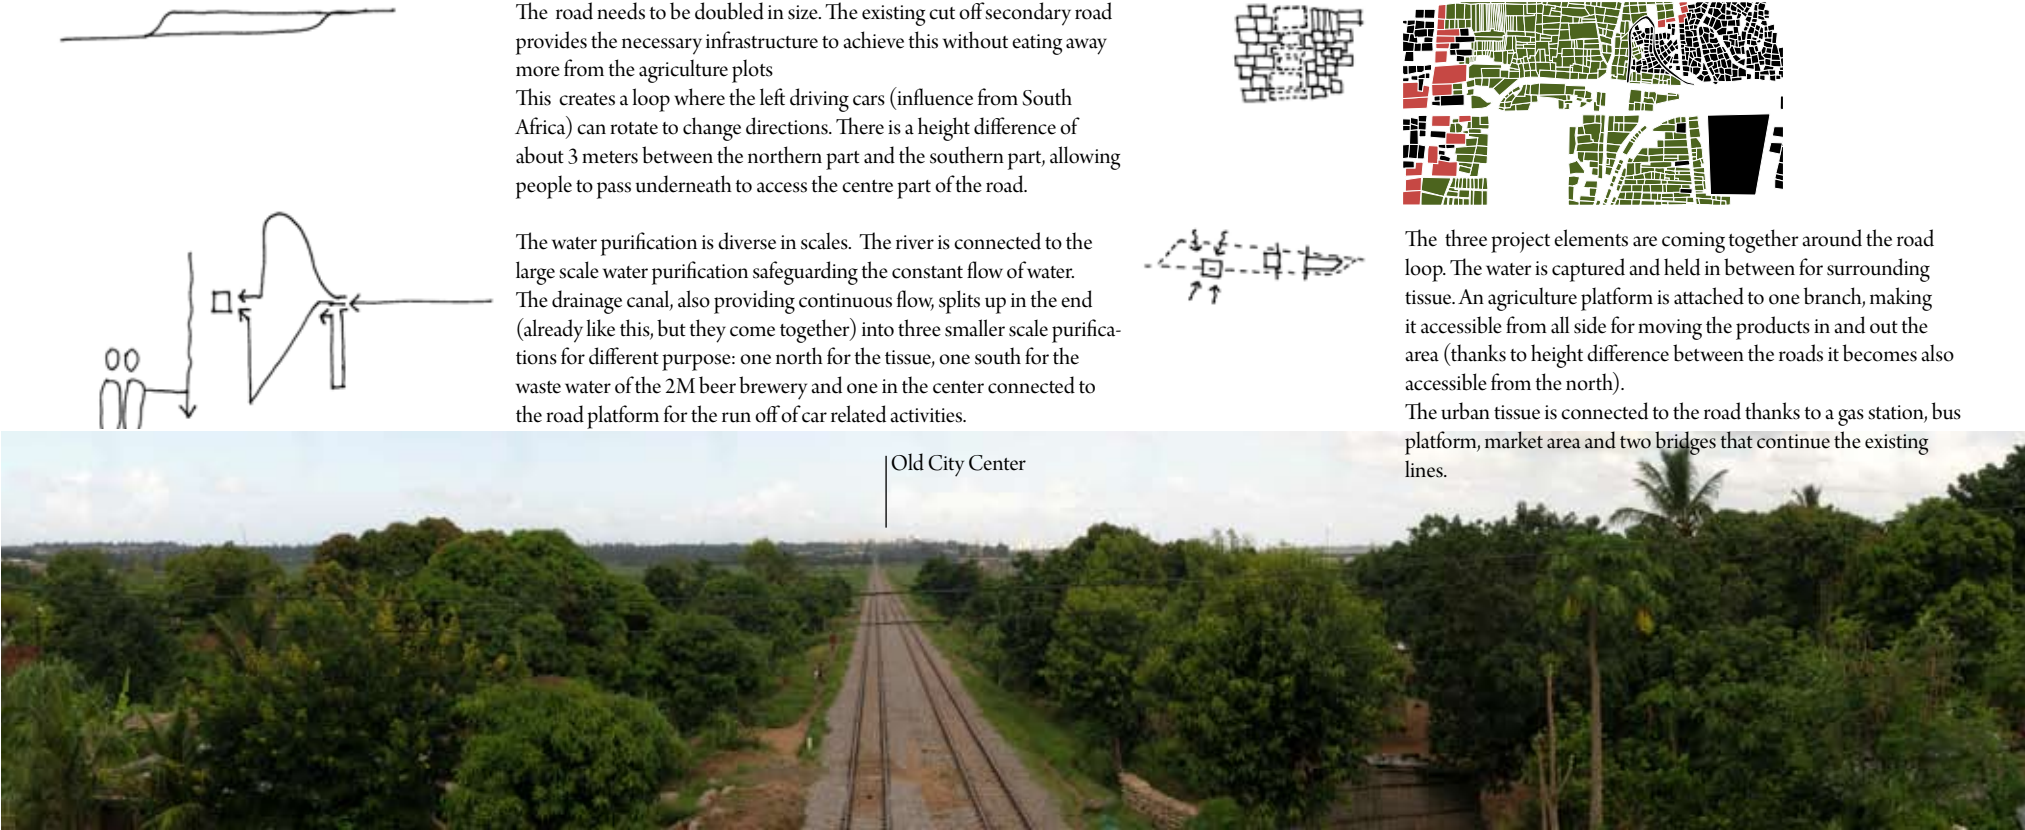 The road needs to be doubled in size. The existing cut off secondary road
provides the necessary infrastructure to achieve this without eating away
more from the agriculture plots
This creates a loop where the left driving cars (influence from South
Africa) can rotate to change directions. There is a height difference of
about 3 meters between the northern part and the southern part, allowing
people to pass underneath to access the centre part of the road.
The water purification is diverse in scales. The river is connected to the
large scale water purification safeguarding the constant flow of water.
The drainage canal, also providing continuous flow, splits up in the end
(already like this, but they come together) into three smaller scale purifica-
tions for different purpose: one north for the tissue, one south for the
waste water of the 2M beer brewery and one in the center connected to
the road platform for the run off of car related activities.
The three project elements are coming together around the road
loop. The water is captured and held in between for surrounding
tissue. An agriculture platform is attached to one branch, making
it accessible from all side for moving the products in and out the
area (thanks to height difference between the roads it becomes also
accessible from the north).
The urban tissue is connected to the road thanks to a gas station, bus
platform, market area and two bridges that continue the existing
lines.
Old City Center